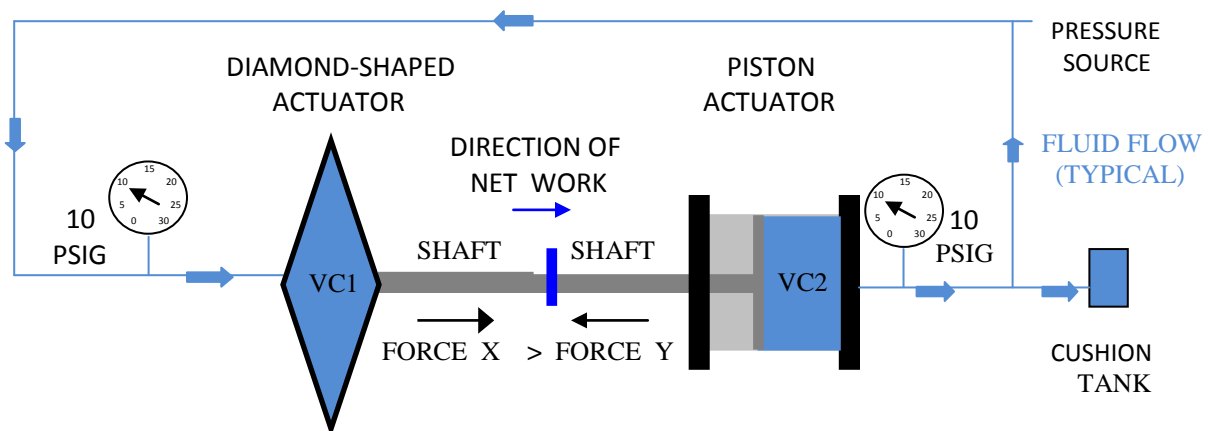 PRESSURE
SOURCE
DIAMOND-SHAPED
ACTUATOR
PISTON
ACTUATOR
DIRECTION OF
NET WORK
FLUID FLOW
(TYPICAL)
0 5 10 15 20 25 30
10
PSIG
0 5 10 15 20 25 30
10
PSIG
SHAFT
SHAFT
VC1
VC2
FORCE X > FORCE Y
CUSHION
TANK